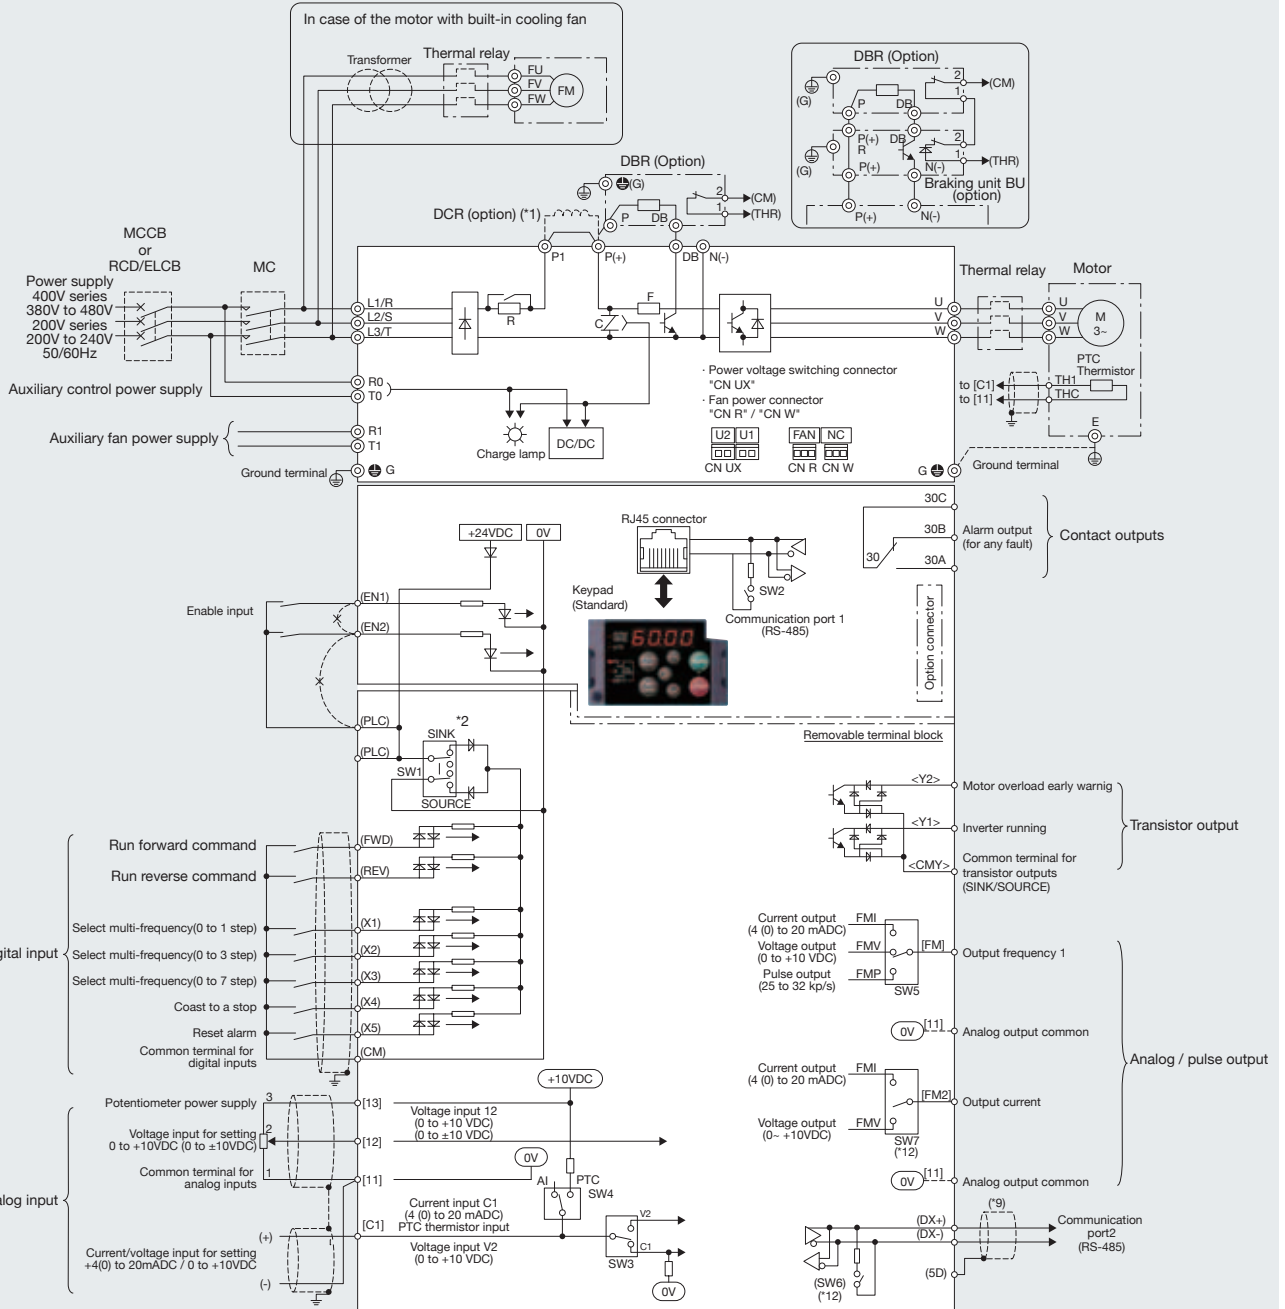 In case of the motor with built-in cooling fan
Transformer
Thermal relay
FU
FV
FW
FM
DBR (Option)
(G)
P
DB
2
1
(CM)
P(+)
R
DB
2
1
(THR)
(G)
P(+)
N(-)
Braking unit BU
(option)
P(+)
N(-)
DBR (Option)
(G)
P
DB
2
1
(CM)
(THR)
DCR (option) (*1)
P1
P(+)
DB
N(-)
MCCB
or
RCD/ELCB
MC
Power supply
400V series
380V to 480V
200V series
200V to 240V
50/60Hz
L1/R
L2/S
L3/T
R
C
F
U
V
W
Thermal relay
Motor
U
V
W
M
3~
PTC
Thermistor
to [C1]
to [11]
TH1
THC
E
Ground terminal
Auxiliary control power supply
R0
T0
Auxiliary fan power supply
R1
T1
Ground terminal
G
Charge lamp
DC/DC
· Power voltage switching connector
"CN UX"
· Fan power connector
"CN R" / "CN W"
U2
U1
FAN
NC
CN UX
CN R
CN W
G
30C
30B
30
30A
Alarm output
(for any fault)
Contact outputs
+24VDC
0V
RJ45 connector
SW2
Keypad
(Standard)
Communication port 1
(RS-485)
60.00
Option connector
Enable input
(EN1)
(EN2)
(PLC)
(PLC)
*2
SINK
SW1
SOURCE
Removable terminal block
<Y2>
Motor overload early warnig
<Y1>
Inverter running
<CMY>
Common terminal for
transistor outputs
(SINK/SOURCE)
Transistor output
Run forward command
(FWD)
Run reverse command
(REV)
Select multi-frequency(0 to 1 step)
(X1)
gital input
Select multi-frequency(0 to 3 step)
(X2)
Select multi-frequency(0 to 7 step)
(X3)
Coast to a stop
(X4)
Reset alarm
(X5)
Common terminal for
digital inputs
(CM)
Current output
(4 (0) to 20 mADC)
FMI
Voltage output
(0 to +10 VDC)
FMV
Pulse output
(25 to 32 kp/s)
FMP
SW5
[FM]
Output frequency 1
0V
[11]
Analog output common
Current output
(4 (0) to 20 mADC)
FMI
Voltage output
(0~ +10VDC)
FMV
SW7
(*12)
[FM2]
Output current
0V
[11]
Analog output common
Analog / pulse output
+10VDC
Potentiometer power supply
3
[13]
Voltage input 12
(0 to +10 VDC)
(0 to ±10 VDC)
Voltage input for setting
0 to +10VDC (0 to ±10VDC)
2
[12]
Common terminal for
analog inputs
1
[11]
0V
alog input
AI
PTC
SW4
Current input C1
(4 (0) to 20 mADC)
PTC thermistor input
[C1]
Voltage input V2
(0 to +10 VDC)
V2
C1
SW3
0V
(+)
Current/voltage input for setting
+4(0) to 20mADC / 0 to +10VDC
(-)
(DX+)
(DX-)
(5D)
(*9)
(SW6)
(*12)
Communication
port2
(RS-485)